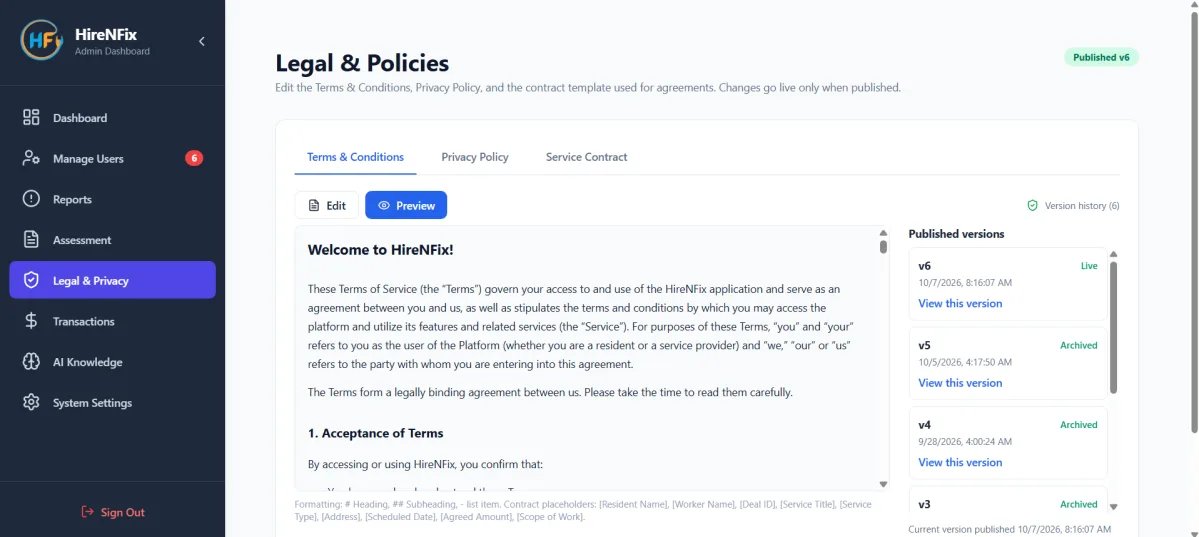 HF
HireNFix
Admin Dashboard
Dashboard
Manage Users
6
Reports
Assessment
Legal & Privacy
Transactions
AI Knowledge
System Settings
Sign Out
Legal & Policies
Published v6
Edit the Terms & Conditions, Privacy Policy, and the contract template used for agreements. Changes go live only when published.
Terms & Conditions
Privacy Policy
Service Contract
Edit
Preview
Version history (6)
Welcome to HireNFix!
These Terms of Service (the “Terms”) govern your access to and use of the HireNFix application and serve as an
agreement between you and us, as well as stipulates the terms and conditions by which you may access the
platform and utilize its features and related services (the “Service”). For purposes of these Terms, “you” and “your”
refers to you as the user of the Platform (whether you are a resident or a service provider) and “we,” “our” or “us”
refers to the party with whom you are entering into this agreement.
The Terms form a legally binding agreement between us. Please take the time to read them carefully.
1. Acceptance of Terms
By accessing or using HireNFix, you confirm that:
Formatting: # Heading, ## Subheading, - list item. Contract placeholders: [Resident Name], [Worker Name], [Deal ID], [Service Title], [Service
Type], [Address], [Scheduled Date], [Agreed Amount], [Scope of Work].
Published versions
v6
Live
10/7/2026, 8:16:07 AM
View this version
v5
Archived
10/5/2026, 4:17:50 AM
View this version
v4
Archived
9/28/2026, 4:00:24 AM
View this version
v3
Archived
Current version published 10/7/2026, 8:16:07 AM